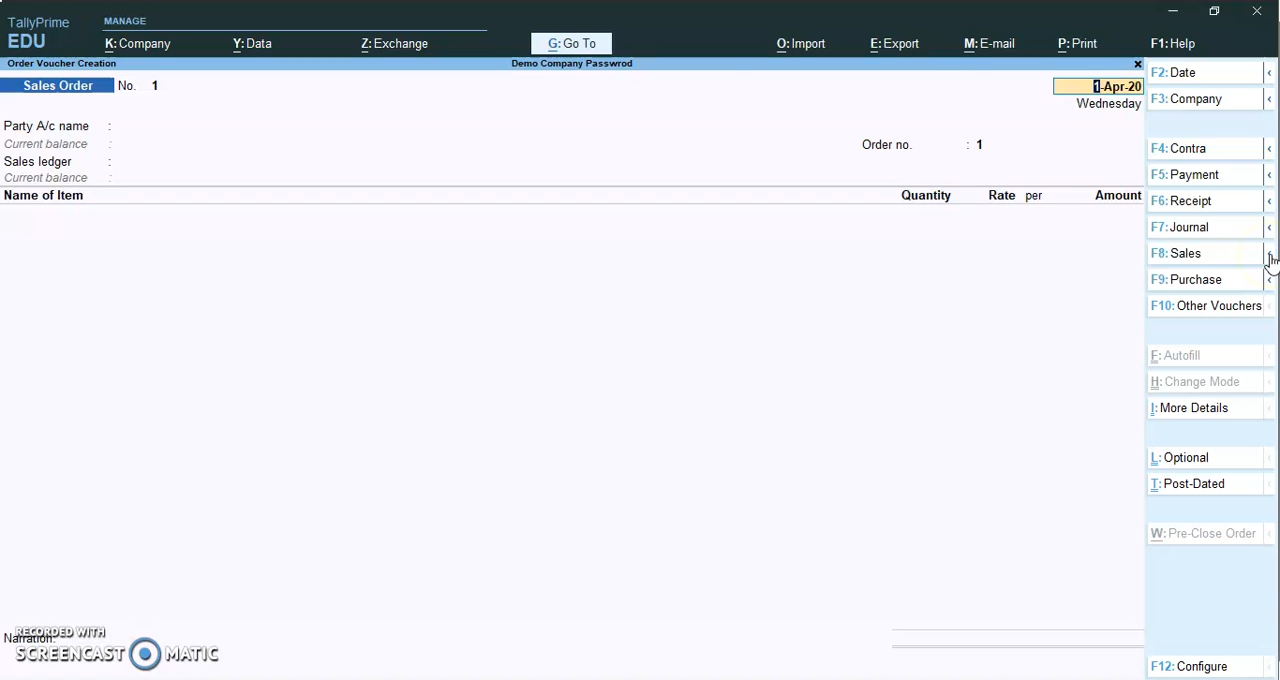 TallyPrime
EDU
MANAGE
K: Company
Y: Data
Z: Exchange
G: Go To
O: Import
E: Export
M: E-mail
P: Print
F1: Help
Order Voucher Creation
Demo Company Passwrod
Sales Order No. 1
1-Apr-20
Wednesday
Party A/c name :
Current balance :
Order no. : 1
Sales ledger :
Current balance :
Name of Item Quantity Rate per Amount
Narration:
RECORDED WITH
SCREENCAST MATIC
F2: Date
F3: Company
F4: Contra
F5: Payment
F6: Receipt
F7: Journal
F8: Sales
F9: Purchase
F10: Other Vouchers
F: Autofill
H: Change Mode
I: More Details
L: Optional
T: Post-Dated
W: Pre-Close Order
F12: Configure